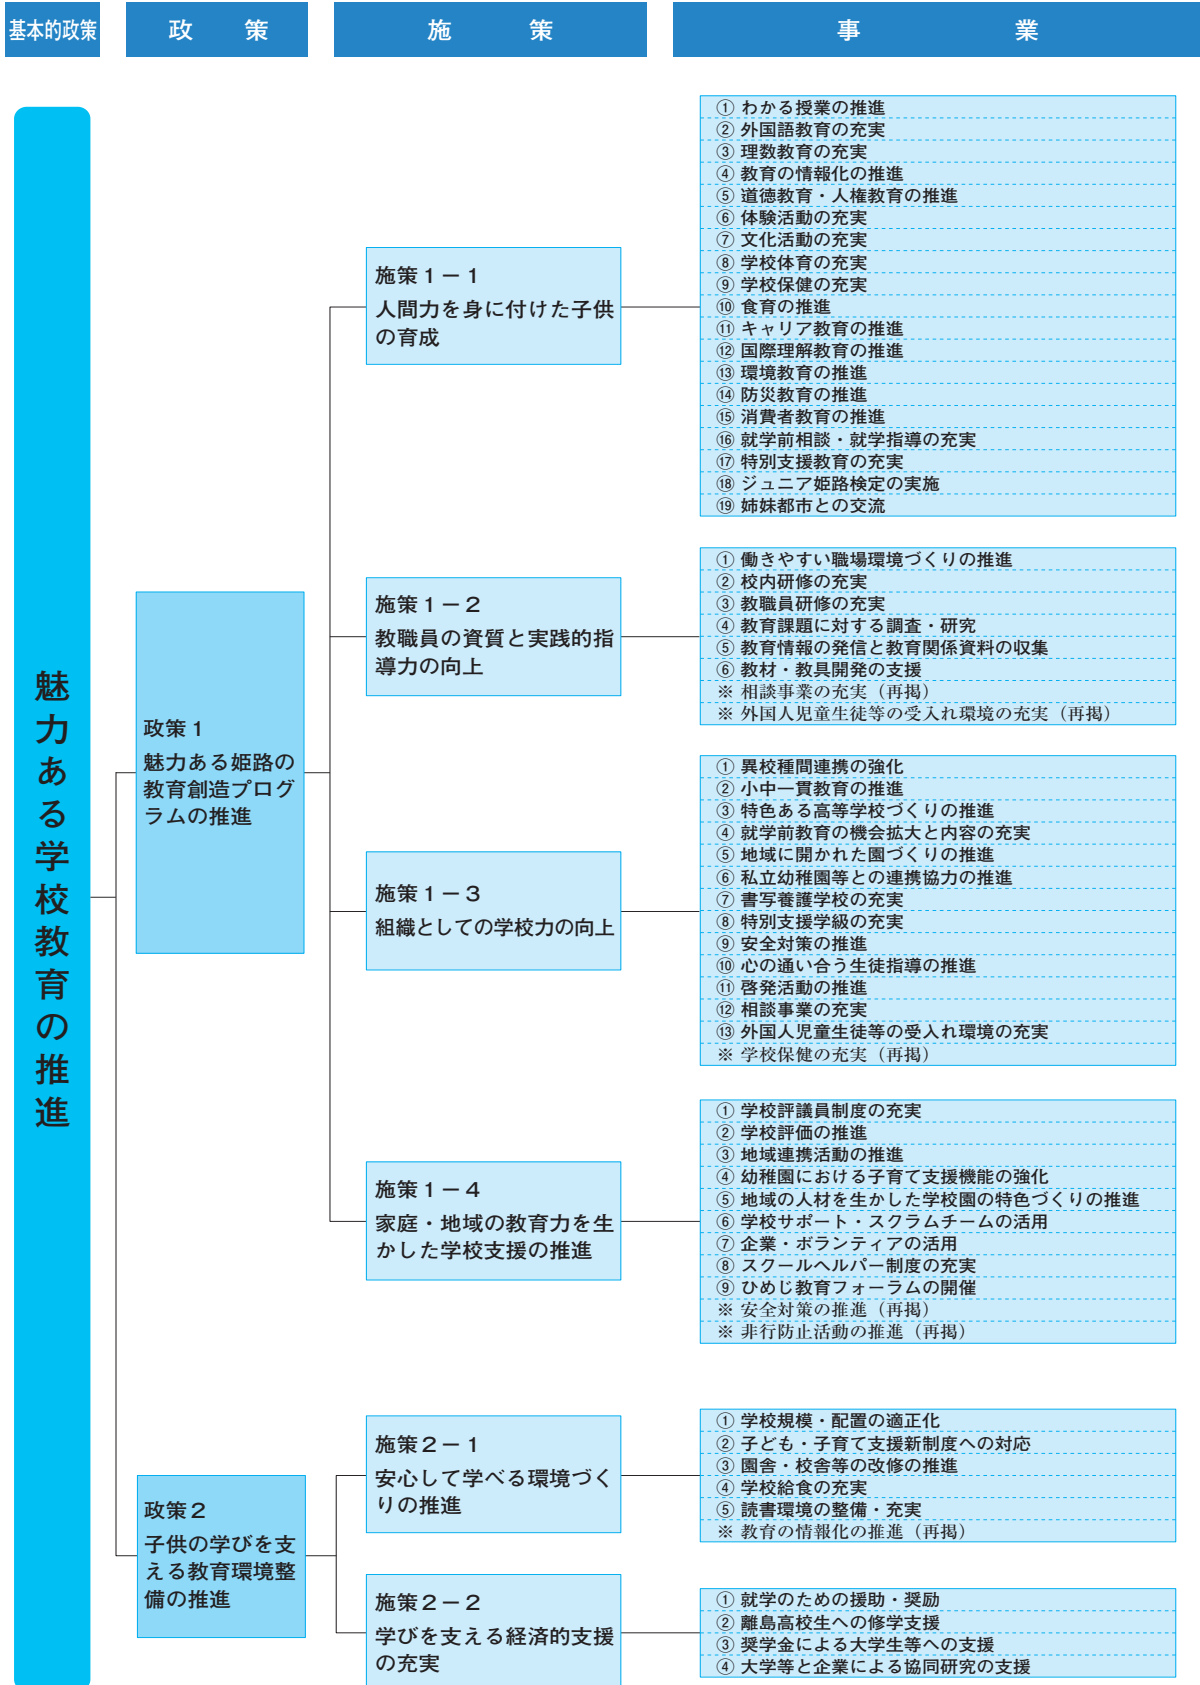 基本的政策
政　策
施　策
事　業
魅力ある学校教育の推進
政策１
魅力ある姫路の
教育創造プログ
ラムの推進
施策１－１
人間力を身に付けた子供
の育成
① わかる授業の推進
② 外国語教育の充実
③ 理数教育の充実
④ 教育の情報化の推進
⑤ 道徳教育・人権教育の推進
⑥ 体験活動の充実
⑦ 文化活動の充実
⑧ 学校体育の充実
⑨ 学校保健の充実
⑩ 食育の推進
⑪ キャリア教育の推進
⑫ 国際理解教育の推進
⑬ 環境教育の推進
⑭ 防災教育の推進
⑮ 消費者教育の推進
⑯ 就学前相談・就学指導の充実
⑰ 特別支援教育の充実
⑱ ジュニア姫路検定の実施
⑲ 姉妹都市との交流
施策１－２
教職員の資質と実践的指
導力の向上
① 働きやすい職場環境づくりの推進
② 校内研修の充実
③ 教職員研修の充実
④ 教育課題に対する調査・研究
⑤ 教育情報の発信と教育関係資料の収集
⑥ 教材・教具開発の支援
※ 相談事業の充実（再掲）
※ 外国人児童生徒等の受入れ環境の充実（再掲）
施策１－３
組織としての学校力の向上
① 異校種間連携の強化
② 小中一貫教育の推進
③ 特色ある高等学校づくりの推進
④ 就学前教育の機会拡大と内容の充実
⑤ 地域に開かれた園づくりの推進
⑥ 私立幼稚園等との連携協力の推進
⑦ 書写養護学校の充実
⑧ 特別支援学級の充実
⑨ 安全対策の推進
⑩ 心の通い合う生徒指導の推進
⑪ 啓発活動の推進
⑫ 相談事業の充実
⑬ 外国人児童生徒等の受入れ環境の充実
※ 学校保健の充実（再掲）
施策１－４
家庭・地域の教育力を生
かした学校支援の推進
① 学校評議員制度の充実
② 学校評価の推進
③ 地域連携活動の推進
④ 幼稚園における子育て支援機能の強化
⑤ 地域の人材を生かした学校園の特色づくりの推進
⑥ 学校サポート・スクラムチームの活用
⑦ 企業・ボランティアの活用
⑧ スクールヘルパー制度の充実
⑨ ひめじ教育フォーラムの開催
※ 安全対策の推進（再掲）
※ 非行防止活動の推進（再掲）
政策２
子供の学びを支
える教育環境整
備の推進
施策２－１
安心して学べる環境づく
りの推進
① 学校規模・配置の適正化
② 子ども・子育て支援新制度への対応
③ 園舎・校舎等の改修の推進
④ 学校給食の充実
⑤ 読書環境の整備・充実
※ 教育の情報化の推進（再掲）
施策２－２
学びを支える経済的支援
の充実
① 就学のための援助・奨励
② 離島高校生への修学支援
③ 奨学金による大学生等への支援
④ 大学等と企業による協同研究の支援